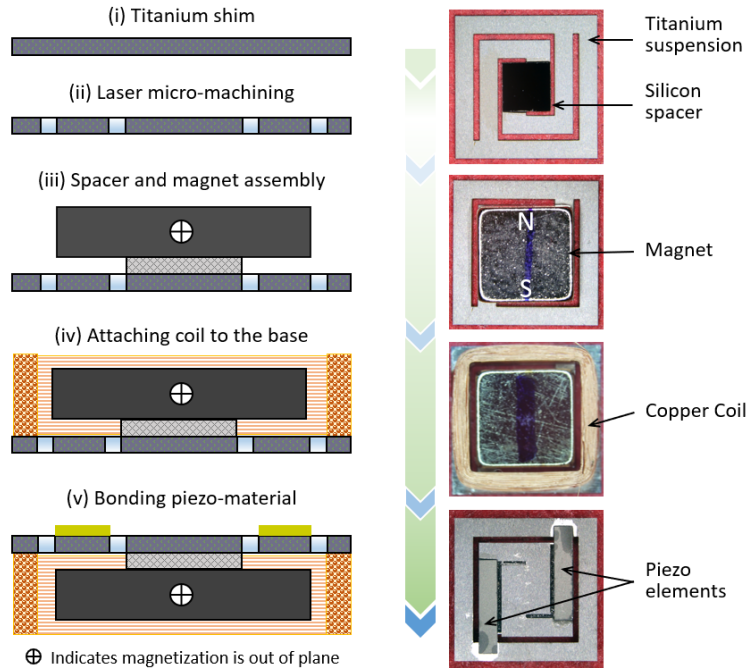 (i) Titanium shim
(ii) Laser micro-machining
(iii) Spacer and magnet assembly
(iv) Attaching coil to the base
(v) Bonding piezo-material
⊕ Indicates magnetization is out of plane
Titanium
suspension
Silicon
spacer
N
S
Magnet
Copper Coil
Piezo
elements